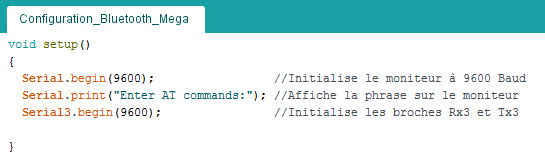 Configuration_Bluetooth_Mega
void setup()
{
Serial.begin(9600); //Initialise le moniteur à 9600 Baud
Serial.print("Enter AT commands:"); //Affiche la phrase sur le moniteur
Serial3.begin(9600); //Initialise les broches Rx3 et Tx3
}